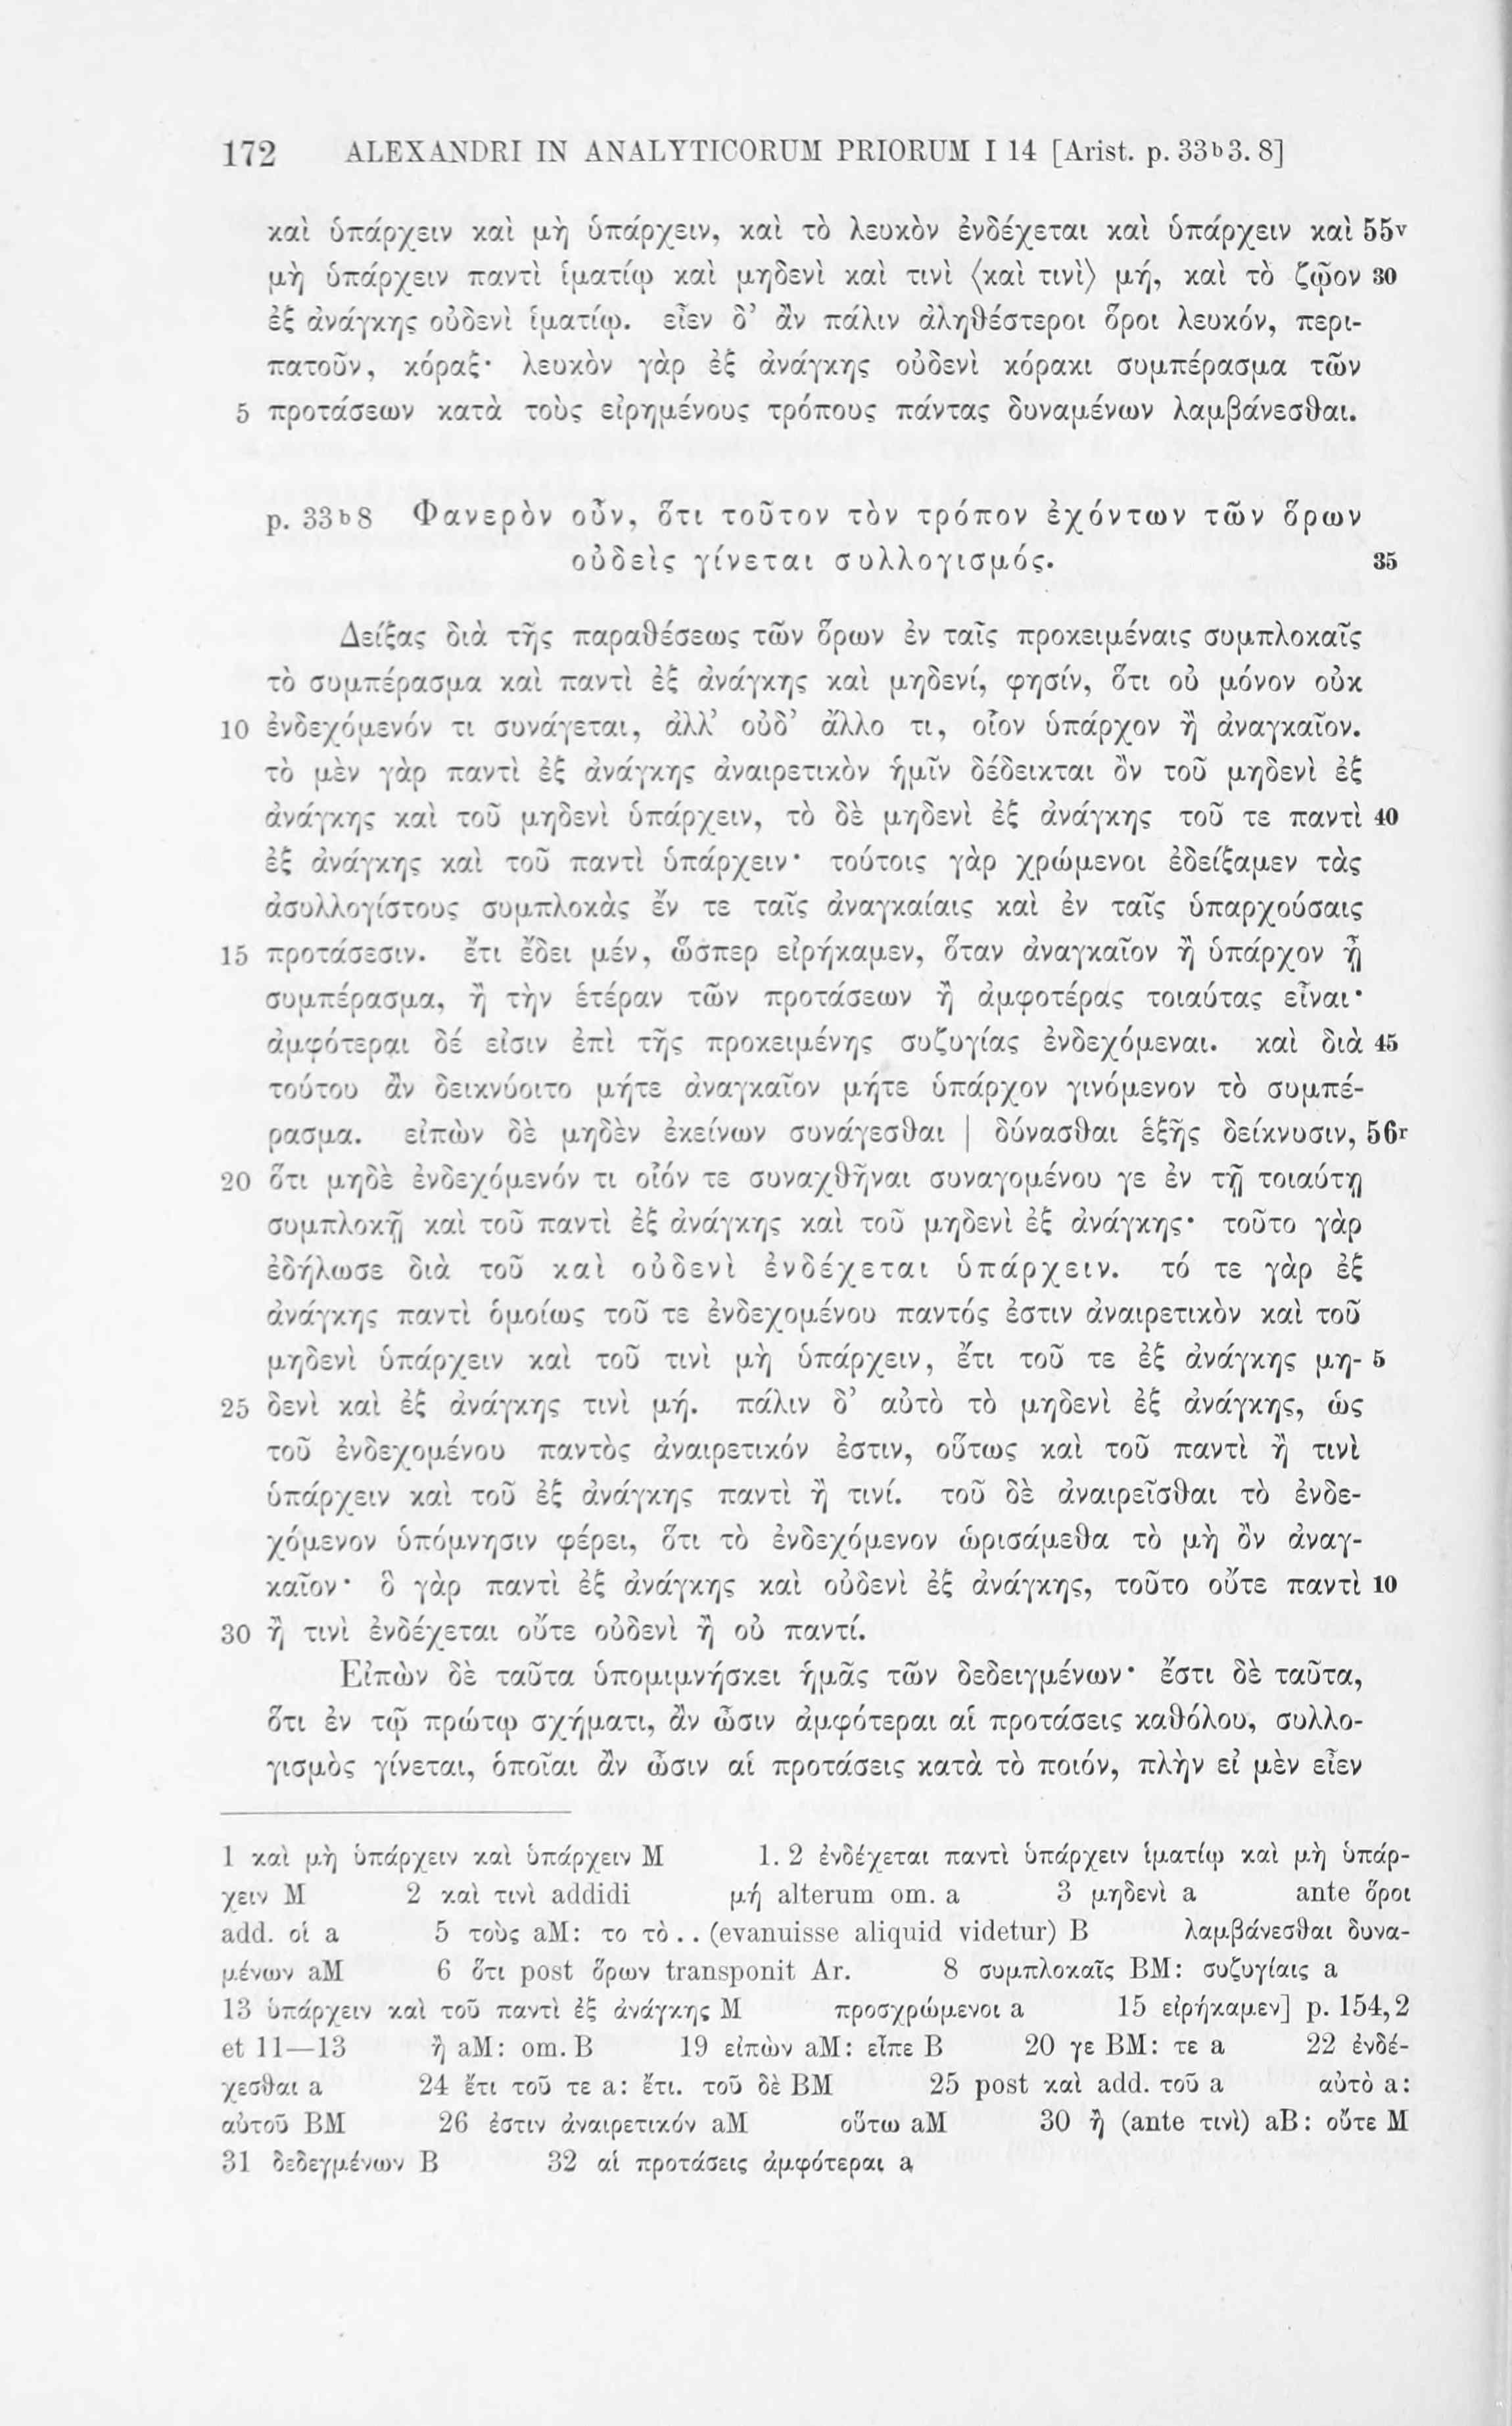 172 ALEXANDRI IN ANALYTICORUM PRIORUM I 14 [Arist. p. 33b3. 8]
καὶ ὑπάρχειν καὶ μὴ ὑπάρχειν, καὶ τὸ λευκὸν ἐνδέχεται καὶ ὑπάρχειν καὶ 55v
μὴ ὑπάρχειν παντὶ ἱματίῳ καὶ μηδενὶ καὶ τινὶ ⟨καὶ τινὶ⟩ μή, καὶ τὸ ζῷον 30
ἐξ ἀνάγκης οὐδενὶ ἱματίῳ. εἶεν δ’ ἂν πάλιν ἀληθέστεροι ὅροι λευκόν, περι-
πατοῦν, κόραξ· λευκὸν γὰρ ἐξ ἀνάγκης οὐδενὶ κόρακι συμπέρασμα τῶν
5 προτάσεων κατὰ τοὺς εἰρημένους τρόπους πάντας δυναμένων λαμβάνεσθαι.
p. 33b8 Φανερὸν οὖν, ὅτι τοῦτον τὸν τρόπον ἐχόντων τῶν ὅρων
οὐδεὶς γίνεται συλλογισμός. 35
Δείξας διὰ τῆς παραθέσεως τῶν ὅρων ἐν ταῖς προκειμέναις συμπλοκαῖς
τὸ συμπέρασμα καὶ παντὶ ἐξ ἀνάγκης καὶ μηδενί, φησίν, ὅτι οὐ μόνον οὐκ
10 ἐνδεχόμενόν τι συνάγεται, ἀλλ’ οὐδ’ ἄλλο τι, οἷον ὑπάρχον ἢ ἀναγκαῖον.
τὸ μὲν γὰρ παντὶ ἐξ ἀνάγκης ἀναιρετικὸν ἡμῖν δέδεικται ὂν τοῦ μηδενὶ ἐξ
ἀνάγκης καὶ τοῦ μηδενὶ ὑπάρχειν, τὸ δὲ μηδενὶ ἐξ ἀνάγκης τοῦ τε παντὶ 40
ἐξ ἀνάγκης καὶ τοῦ παντὶ ὑπάρχειν· τούτοις γὰρ χρώμενοι ἐδείξαμεν τὰς
ἀσυλλογίστους συμπλοκὰς ἔν τε ταῖς ἀναγκαίαις καὶ ἐν ταῖς ὑπαρχούσαις
15 προτάσεσιν. ἔτι ἔδει μέν, ὥσπερ εἰρήκαμεν, ὅταν ἀναγκαῖον ἢ ὑπάρχον ᾖ
συμπέρασμα, ἢ τὴν ἑτέραν τῶν προτάσεων ἢ ἀμφοτέρας τοιαύτας εἶναι·
ἀμφότεραι δέ εἰσιν ἐπὶ τῆς προκειμένης συζυγίας ἐνδεχόμεναι. καὶ διὰ 45
τούτου ἂν δεικνύοιτο μήτε ἀναγκαῖον μήτε ὑπάρχον γινόμενον τὸ συμπέ-
ρασμα. εἰπὼν δὲ μηδὲν ἐκείνων συνάγεσθαι | δύνασθαι ἑξῆς δείκνυσιν, 56r
20 ὅτι μηδὲ ἐνδεχόμενόν τι οἷόν τε συναχθῆναι συναγομένου γε ἐν τῇ τοιαύτῃ
συμπλοκῇ καὶ τοῦ παντὶ ἐξ ἀνάγκης καὶ τοῦ μηδενὶ ἐξ ἀνάγκης· τοῦτο γὰρ
ἐδήλωσε διὰ τοῦ καὶ οὐδενὶ ἐνδέχεται ὑπάρχειν. τό τε γὰρ ἐξ
ἀνάγκης παντὶ ὁμοίως τοῦ τε ἐνδεχομένου παντός ἐστιν ἀναιρετικὸν καὶ τοῦ
μηδενὶ ὑπάρχειν καὶ τοῦ τινὶ μὴ ὑπάρχειν, ἔτι τοῦ τε ἐξ ἀνάγκης μη- 5
25 δενὶ καὶ ἐξ ἀνάγκης τινὶ μή. πάλιν δ’ αὐτὸ τὸ μηδενὶ ἐξ ἀνάγκης, ὡς
τοῦ ἐνδεχομένου παντὸς ἀναιρετικόν ἐστιν, οὕτως καὶ τοῦ παντὶ ἢ τινὶ
ὑπάρχειν καὶ τοῦ ἐξ ἀνάγκης παντὶ ἢ τινί. τοῦ δὲ ἀναιρεῖσθαι τὸ ἐνδε-
χόμενον ὑπόμνησιν φέρει, ὅτι τὸ ἐνδεχόμενον ὡρισάμεθα τὸ μὴ ὂν ἀναγ-
καῖον· ὃ γὰρ παντὶ ἐξ ἀνάγκης καὶ οὐδενὶ ἐξ ἀνάγκης, τοῦτο οὔτε παντὶ 10
30 ἢ τινὶ ἐνδέχεται οὔτε οὐδενὶ ἢ οὐ παντί.
Εἰπὼν δὲ ταῦτα ὑπομιμνήσκει ἡμᾶς τῶν δεδειγμένων· ἔστι δὲ ταῦτα,
ὅτι ἐν τῷ πρώτῳ σχήματι, ἂν ὦσιν ἀμφότεραι αἱ προτάσεις καθόλου, συλλο-
γισμὸς γίνεται, ὁποῖαι ἂν ὦσιν αἱ προτάσεις κατὰ τὸ ποιόν, πλὴν εἰ μὲν εἶεν
1 καὶ μὴ ὑπάρχειν καὶ ὑπάρχειν M 1. 2 ἐνδέχεται παντὶ ὑπάρχειν ἱματίῳ καὶ μὴ ὑπάρ-
χειν M 2 καὶ τινὶ addidi μή alterum om. a 3 μηδενὶ a ante ὅροι
add. οἱ a 5 τοὺς aM: το τὸ . . (evanuisse aliquid videtur) B λαμβάνεσθαι δυνα-
μένων aM 6 ὅτι post ὅρων transponit Ar. 8 συμπλοκαῖς BM: συζυγίαις a
13 ὑπάρχειν καὶ τοῦ παντὶ ἐξ ἀνάγκης M προσχρώμενοι a 15 εἰρήκαμεν] p. 154,2
et 11—13 ἢ aM: om. B 19 εἰπὼν aM: εἶπε B 20 γε BM: τε a 22 ἐνδέ-
χεσθαι a 24 ἔτι τοῦ τε a: ἔτι. τοῦ δὲ BM 25 post καὶ add. τοῦ a αὐτὸ a:
αὐτοῦ BM 26 ἐστιν ἀναιρετικόν aM οὕτω aM 30 ἢ (ante τινὶ) aB: οὔτε M
31 δεδεγμένων B 32 αἱ προτάσεις ἀμφότεραι a